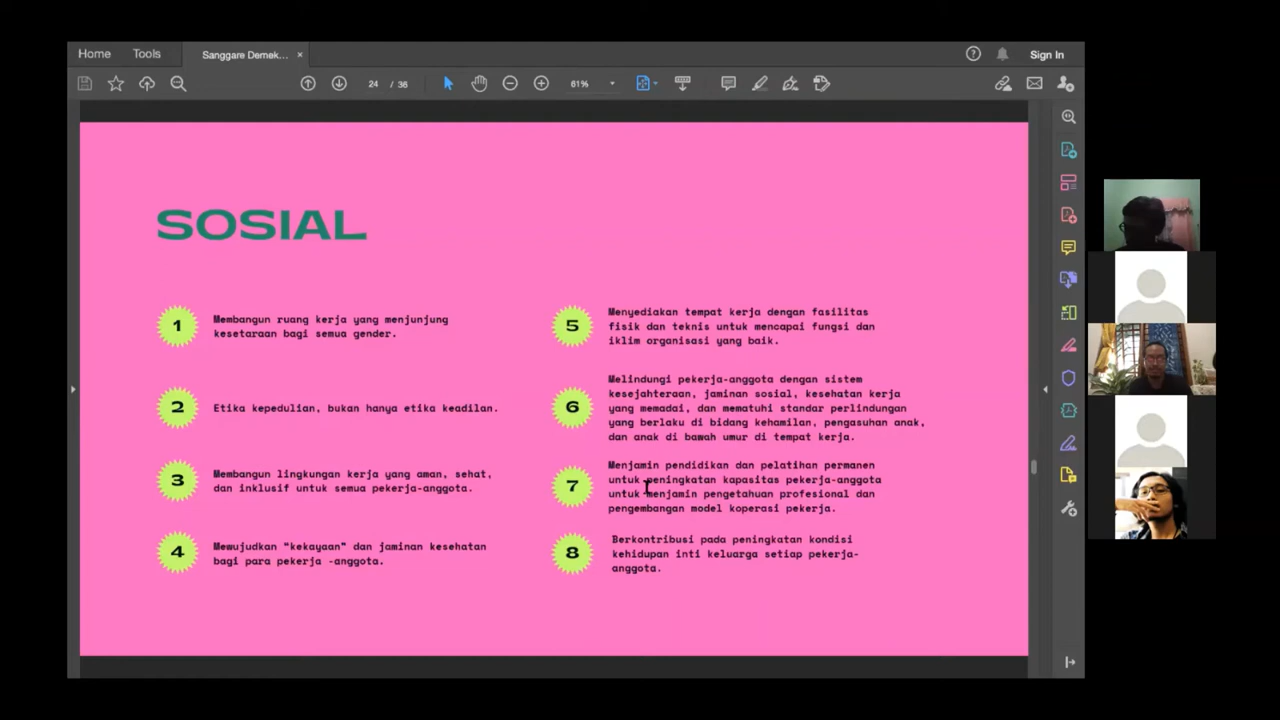 Home
Tools
Sanggare Demek... ×
Sign In
24 / 36
61%
SOSIAL
1
Membangun ruang kerja yang menjunjung
kesetaraan bagi semua gender.
2
Etika kepedulian, bukan hanya etika keadilan.
3
Membangun lingkungan kerja yang aman, sehat,
dan inklusif untuk semua pekerja-anggota.
4
Mewujudkan “kekayaan” dan jaminan kesehatan
bagi para pekerja -anggota.
5
Menyediakan tempat kerja dengan fasilitas
fisik dan teknis untuk mencapai fungsi dan
iklim organisasi yang baik.
6
Melindungi pekerja-anggota dengan sistem
kesejahteraan, jaminan sosial, kesehatan kerja
yang memadai, dan mematuhi standar perlindungan
yang berlaku di bidang kehamilan, pengasuhan anak,
dan anak di bawah umur di tempat kerja.
7
Menjamin pendidikan dan pelatihan permanen
untuk peningkatan kapasitas pekerja-anggota
untuk menjamin pengetahuan profesional dan
pengembangan model koperasi pekerja.
8
Berkontribusi pada peningkatan kondisi
kehidupan inti keluarga setiap pekerja-
anggota.